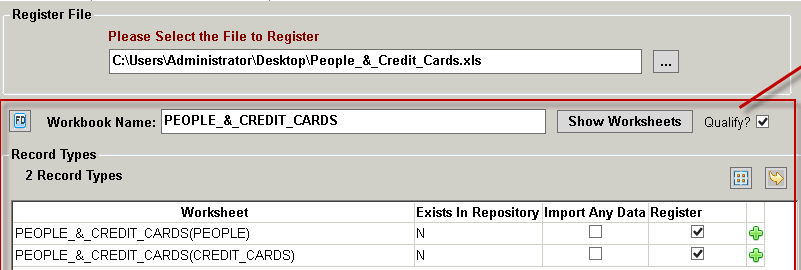 Register File
Please Select the File to Register
C:\Users\Administrator\Desktop\People_&_Credit_Cards.xls ...
FD Workbook Name: PEOPLE_&_CREDIT_CARDS Show Worksheets Qualify?
Record Types
2 Record Types
Worksheet Exists In Repository Import Any Data Register
PEOPLE_&_CREDIT_CARDS(PEOPLE) N
PEOPLE_&_CREDIT_CARDS(CREDIT_CARDS) N